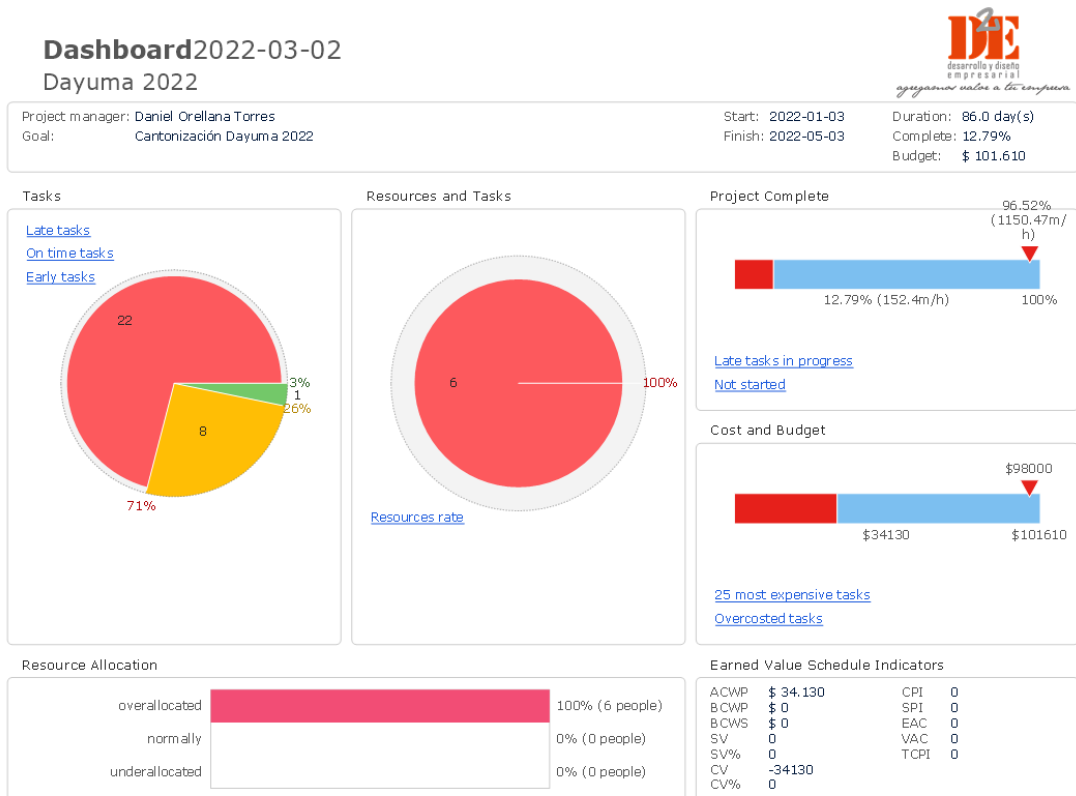 D2E
desarrollo y diseño
empresarial
agregamos valor a tu empresa
Dashboard2022-03-02
Dayuma 2022
Project manager: Daniel Orellana Torres
Goal: Cantonización Dayuma 2022
Start: 2022-01-03
Finish: 2022-05-03
Duration: 86.0 day(s)
Complete: 12.79%
Budget: $ 101.610
Tasks
Late tasks
On time tasks
Early tasks
22
3%
1
26%
8
71%
Resources and Tasks
6
100%
Resources rate
Project Complete
96.52%
(1150.47m/
h)
12.79% (152.4m/h)
100%
Late tasks in progress
Not started
Cost and Budget
$98000
$34130
$101610
25 most expensive tasks
Overcosted tasks
Resource Allocation
overallocated 100% (6 people)
normally 0% (0 people)
underallocated 0% (0 people)
Earned Value Schedule Indicators
ACWP $ 34.130 CPI 0
BCWP $ 0 SPI 0
BCWS $ 0 EAC 0
SV 0 VAC 0
SV% 0 TCPI 0
CV -34130
CV% 0